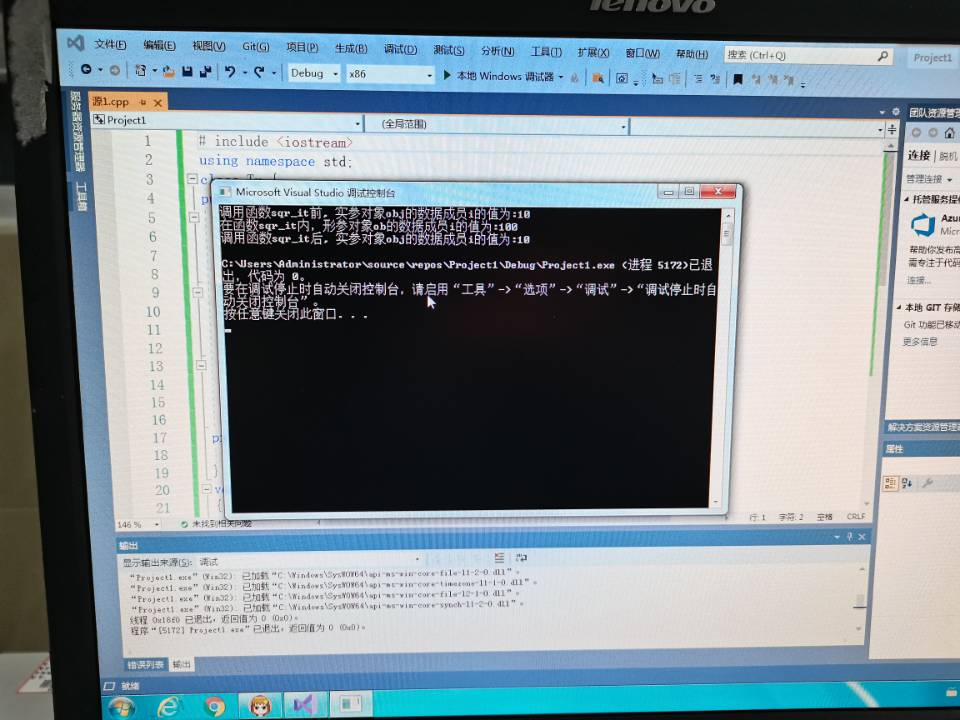 lenovo
文件(F) 编辑(E) 视图(V) Git(G) 项目(P) 生成(B) 调试(D) 测试(S) 分析(N) 工具(T) 扩展(X) 窗口(W) 帮助(H) 搜索 (Ctrl+Q) Project1
Debug x86 本地 Windows 调试器
服务器资源管理器
工具箱
源1.cpp
Project1 (全局范围)
1 # include <iostream>
2 using namespace std;
3
4
5
6
7
8
9
10
11
12
13
14
15
16
17
18
19 }
20
21 {
Microsoft Visual Studio 调试控制台
调用函数sqr_it前,实参对象obj的数据成员i的值为:10
在函数sqr_it内,形参对象ob的数据成员i的值为:100
调用函数sqr_it后,实参对象obj的数据成员i的值为:10
C:\Users\Administrator\source\repos\Project1\Debug\Project1.exe (进程 5172)已退
出,代码为 0。
要在调试停止时自动关闭控制台,请启用“工具”->“选项”->“调试”->“调试停止时自
动关闭控制台”。
按任意键关闭此窗口. . .
146 % 未找到相关问题 行: 1 字符: 2 空格 CRLF
输出
显示输出来源(S): 调试
“Project1.exe”(Win32): 已加载“C:\Windows\SysWOW64\api-ms-win-core-file-l1-2-0.dll”。
“Project1.exe”(Win32): 已加载“C:\Windows\SysWOW64\api-ms-win-core-timezone-l1-1-0.dll”。
“Project1.exe”(Win32): 已加载“C:\Windows\SysWOW64\api-ms-win-core-file-l2-1-0.dll”。
“Project1.exe”(Win32): 已加载“C:\Windows\SysWOW64\api-ms-win-core-synch-l1-2-0.dll”。
线程 0x18f0 已退出,返回值为 0 (0x0)。
程序“[5172] Project1.exe”已退出,返回值为 0 (0x0)。
错误列表 输出
就绪
团队资源管理
连接 | 脱机
管理连接
托管服务提供
Azu
Micro
帮助你发布高
需专注于代码
连接...
本地 GIT 存储
Git 功能已移动
更多信息
解决方案资源管理器
属性